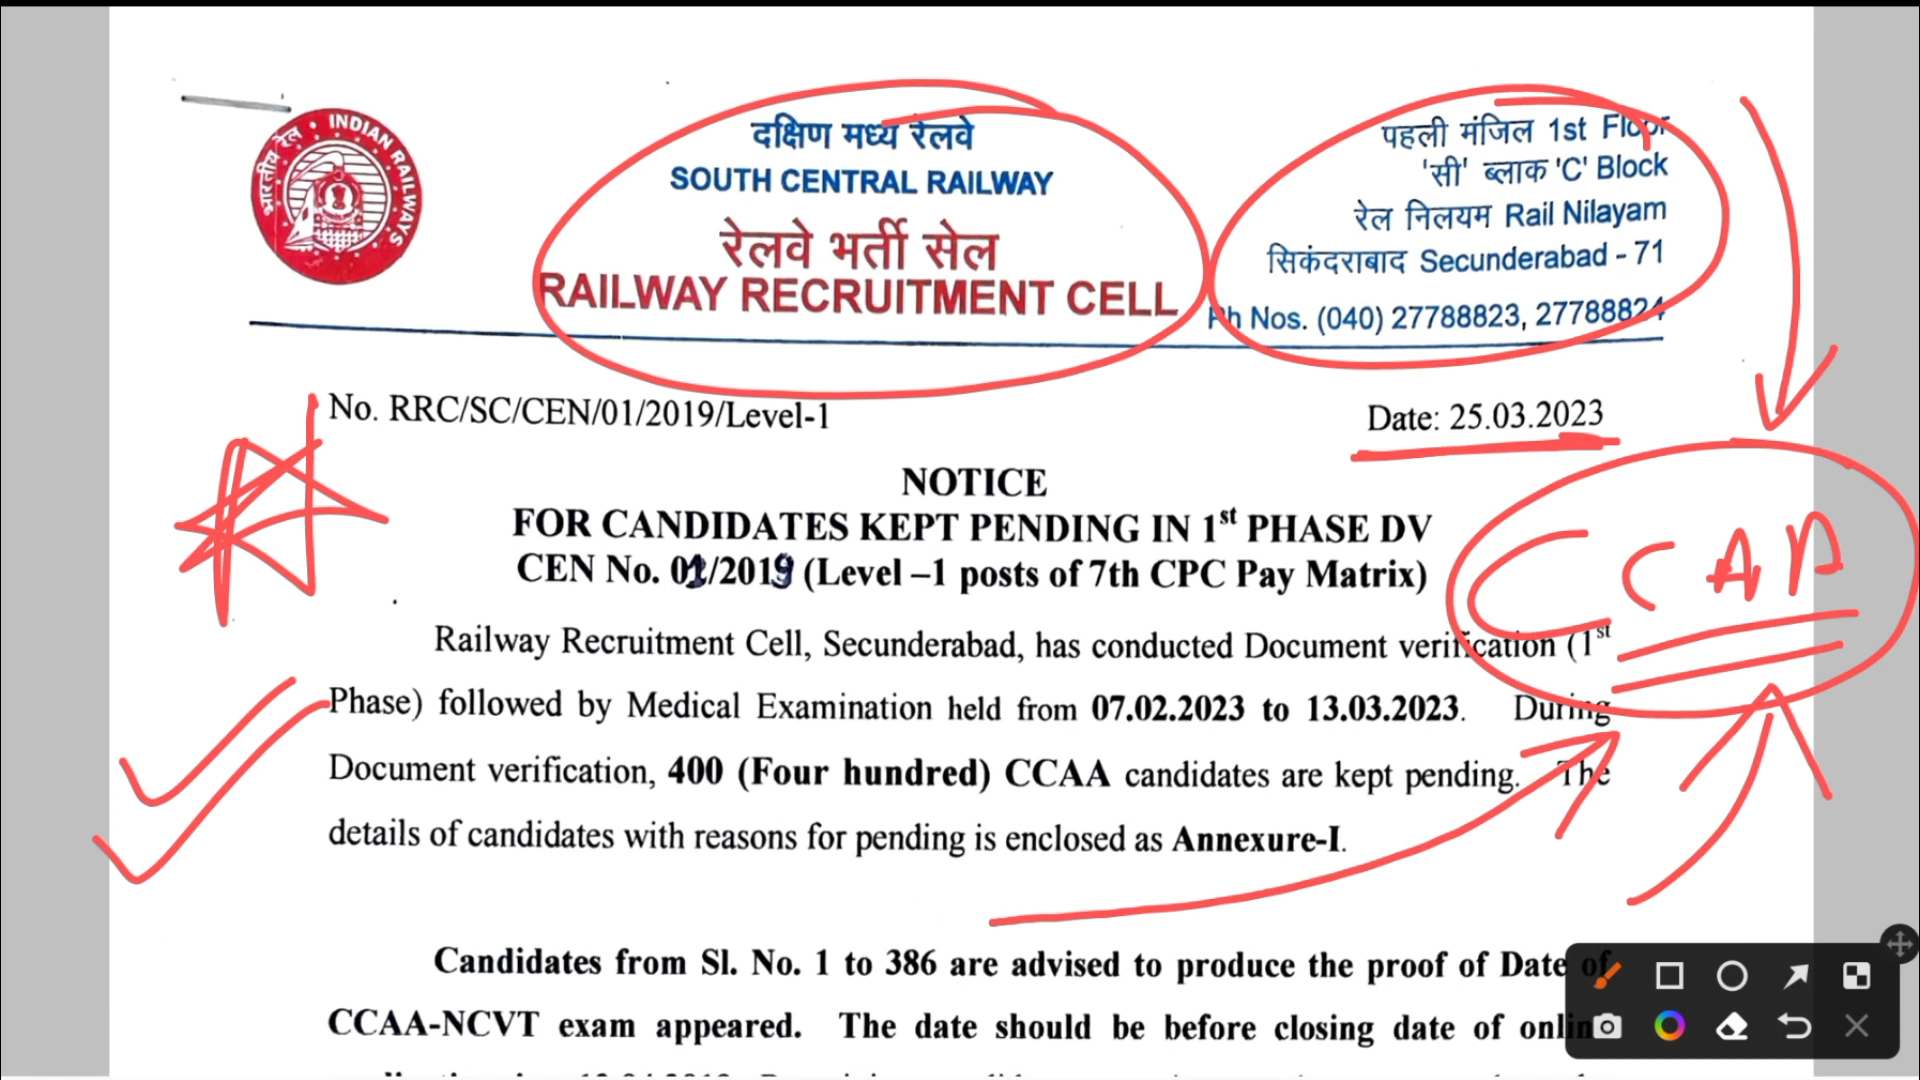 भारतीय रेल • INDIAN RAILWAYS
दक्षिण मध्य रेलवे
SOUTH CENTRAL RAILWAY
रेलवे भर्ती सेल
RAILWAY RECRUITMENT CELL
पहली मंजिल 1st Floor
'सी' ब्लाक 'C' Block
रेल निलयम Rail Nilayam
सिकंदराबाद Secunderabad - 71
Ph Nos. (040) 27788823, 27788824
No. RRC/SC/CEN/01/2019/Level-1
Date: 25.03.2023
NOTICE
FOR CANDIDATES KEPT PENDING IN 1st PHASE DV
CEN No. 01/2019 (Level –1 posts of 7th CPC Pay Matrix)
CCAA
Railway Recruitment Cell, Secunderabad, has conducted Document verification (1st
Phase) followed by Medical Examination held from 07.02.2023 to 13.03.2023. During
Document verification, 400 (Four hundred) CCAA candidates are kept pending. The
details of candidates with reasons for pending is enclosed as Annexure-I.
Candidates from Sl. No. 1 to 386 are advised to produce the proof of Date of
CCAA-NCVT exam appeared. The date should be before closing date of online